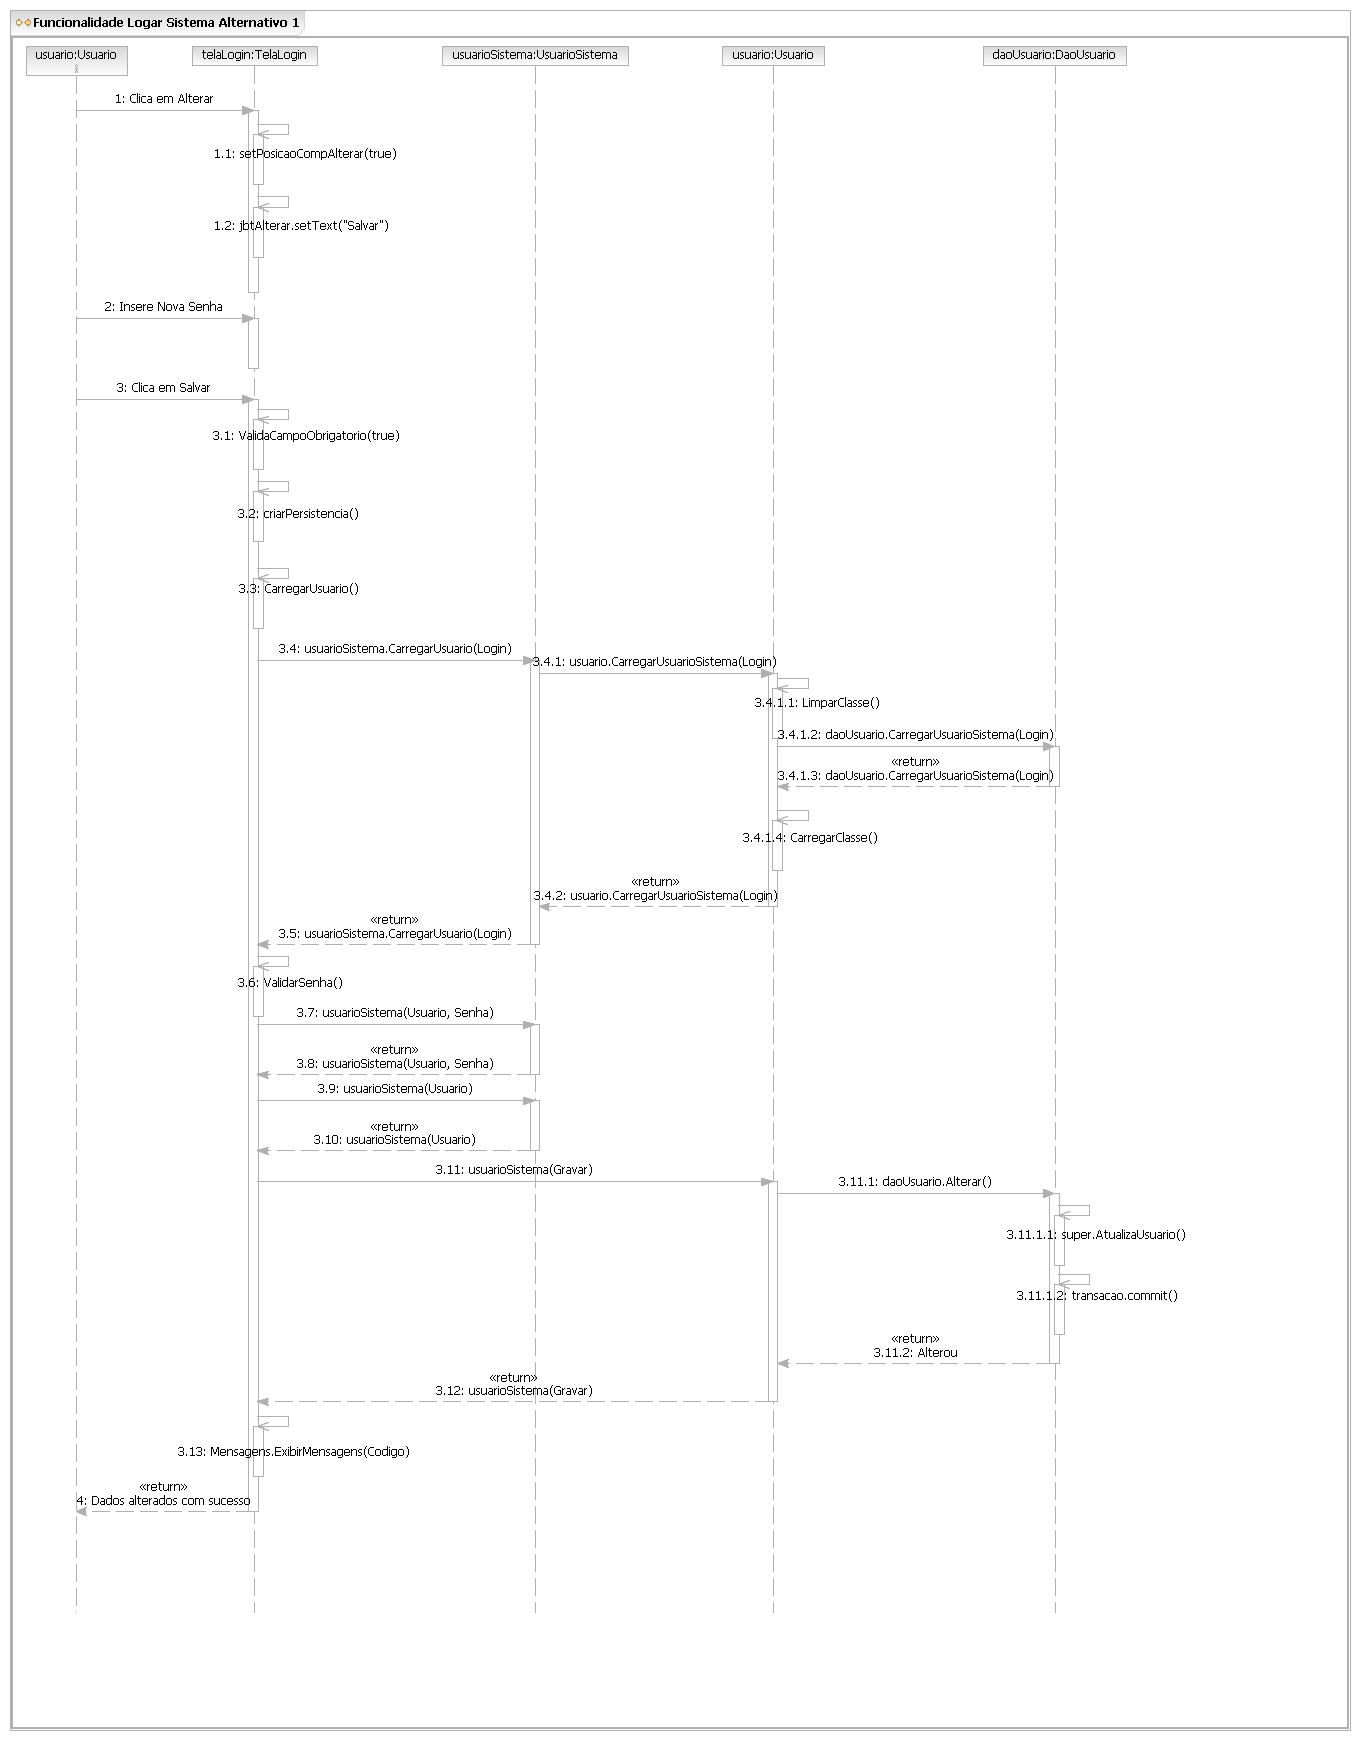 Funcionalidade Logar Sistema Alternativo 1
usuario:Usuario
telaLogin:TelaLogin
usuarioSistema:UsuarioSistema
usuario:Usuario
daoUsuario:DaoUsuario
1: Clica em Alterar
1.1: setPosicaoCompAlterar(true)
1.2: jbtAlterar.setText("Salvar")
2: Insere Nova Senha
3: Clica em Salvar
3.1: ValidaCampoObrigatorio(true)
3.2: criarPersistencia()
3.3: CarregarUsuario()
3.4: usuarioSistema.CarregarUsuario(Login)
3.4.1: usuario.CarregarUsuarioSistema(Login)
3.4.1.1: LimparClasse()
3.4.1.2: daoUsuario.CarregarUsuarioSistema(Login)
«return»
3.4.1.3: daoUsuario.CarregarUsuarioSistema(Login)
3.4.1.4: CarregarClasse()
«return»
3.4.2: usuario.CarregarUsuarioSistema(Login)
«return»
3.5: usuarioSistema.CarregarUsuario(Login)
3.6: ValidarSenha()
3.7: usuarioSistema(Usuario, Senha)
«return»
3.8: usuarioSistema(Usuario, Senha)
3.9: usuarioSistema(Usuario)
«return»
3.10: usuarioSistema(Usuario)
3.11: usuarioSistema(Gravar)
3.11.1: daoUsuario.Alterar()
3.11.1.1: super.AtualizaUsuario()
3.11.1.2: transacao.commit()
«return»
3.11.2: Alterou
«return»
3.12: usuarioSistema(Gravar)
3.13: Mensagens.ExibirMensagens(Codigo)
«return»
4: Dados alterados com sucesso